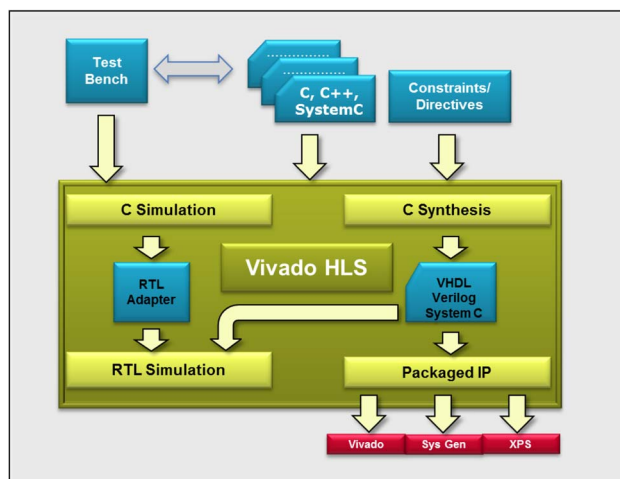 Test
Bench
....................
....................
C, C++,
SystemC
Constraints/
Directives
C Simulation
C Synthesis
Vivado HLS
RTL
Adapter
VHDL
Verilog
System C
RTL Simulation
Packaged IP
Vivado
Sys Gen
XPS